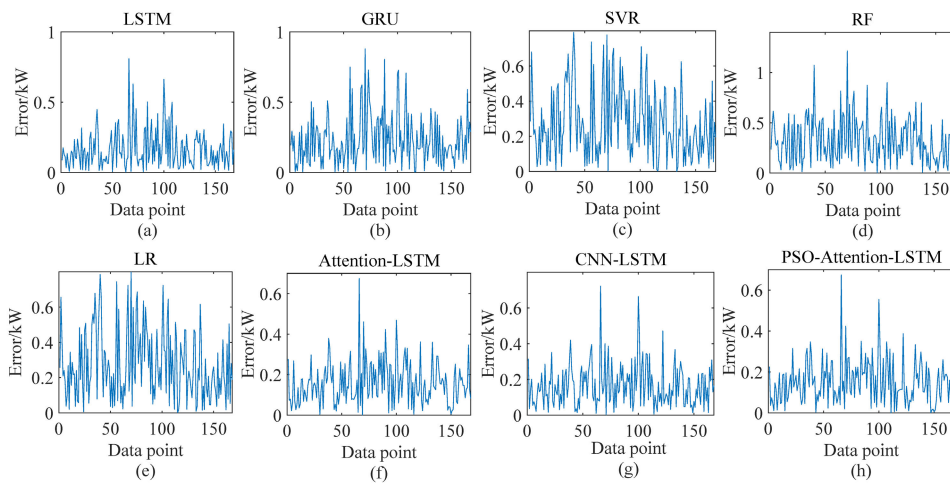 LSTM
1
0.5
0
Error/kW
0 50 100 150
Data point
(a)
GRU
1
0.5
0
Error/kW
0 50 100 150
Data point
(b)
SVR
0.6
0.4
0.2
0
Error/kW
0 50 100 150
Data point
(c)
RF
1
0.5
0
Error/kW
0 50 100 150
Data point
(d)
LR
0.6
0.4
0.2
0
Error/kW
0 50 100 150
Data point
(e)
Attention-LSTM
0.6
0.4
0.2
0
Error/kW
0 50 100 150
Data point
(f)
CNN-LSTM
0.6
0.4
0.2
0
Error/kW
0 50 100 150
Data point
(g)
PSO-Attention-LSTM
0.6
0.4
0.2
0
Error/kW
0 50 100 150
Data point
(h)